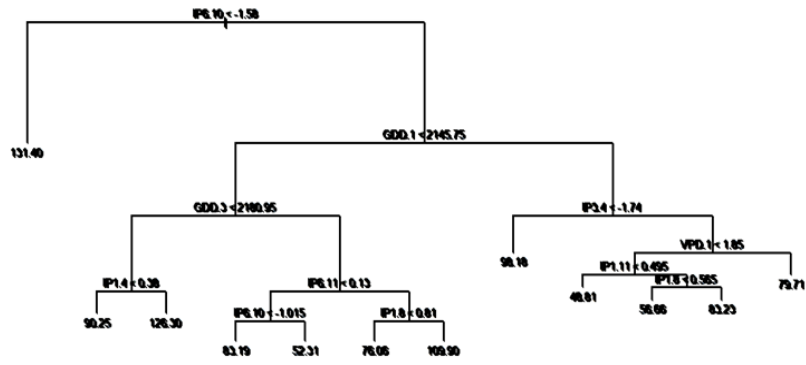 IP6.10 < -1.58
131.40
GDD.1 < 2145.75
GDD.3 < 2180.95
IP3.4 < -1.74
98.18
VPD.1 < 1.85
IP1.4 < 0.38
IP6.11 < 0.13
IP1.11 < 0.495
IP1.8 < 0.565
79.71
48.81
56.66
83.23
90.25
126.30
IP6.10 < -1.015
IP1.8 < 0.81
83.19
52.31
76.06
109.90